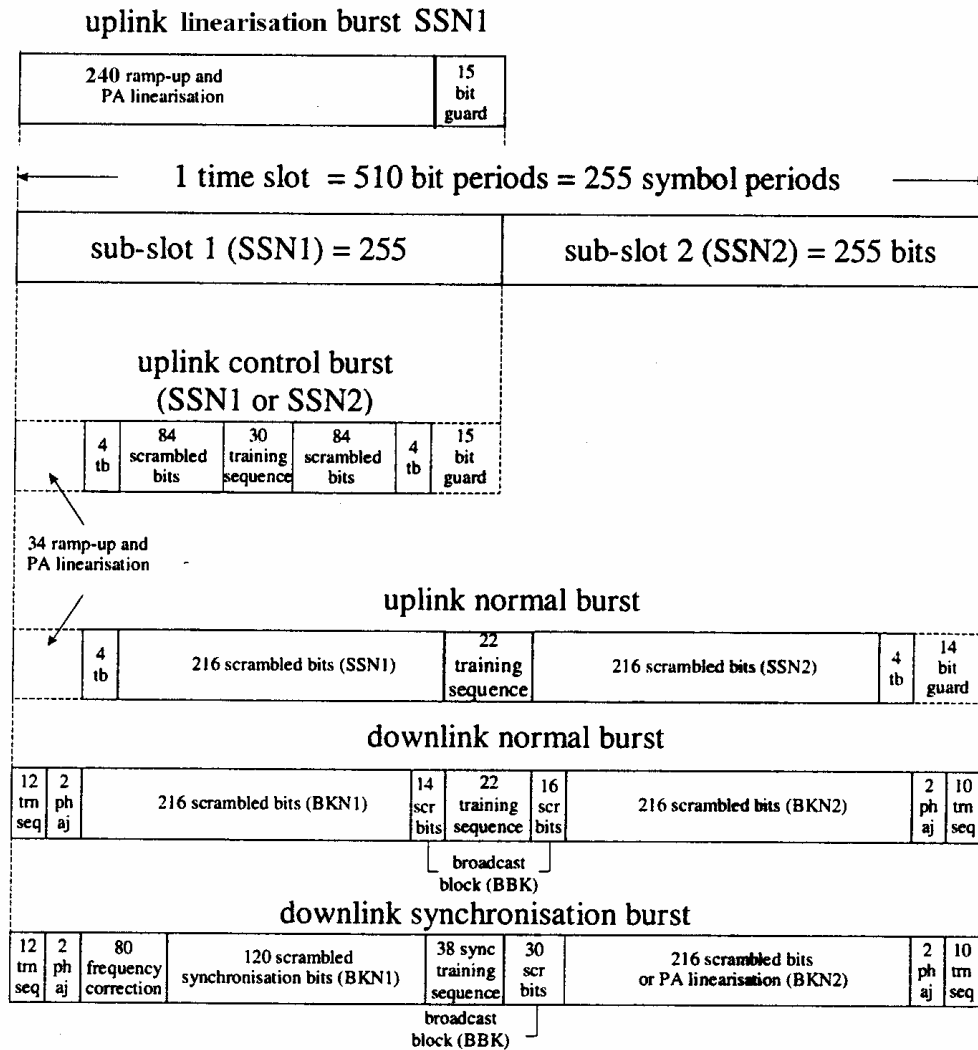 uplink linearisation burst SSN1
240 ramp-up and
PA linearisation
15
bit
guard
1 time slot = 510 bit periods = 255 symbol periods
sub-slot 1 (SSN1) = 255
sub-slot 2 (SSN2) = 255 bits
uplink control burst
(SSN1 or SSN2)
4
tb
84
scrambled
bits
30
training
sequence
84
scrambled
bits
4
tb
15
bit
guard
34 ramp-up and
PA linearisation
uplink normal burst
4
tb
216 scrambled bits (SSN1)
22
training
sequence
216 scrambled bits (SSN2)
4
tb
14
bit
guard
downlink normal burst
12
trn
seq
2
ph
aj
216 scrambled bits (BKN1)
14
scr
bits
22
training
sequence
16
scr
bits
216 scrambled bits (BKN2)
2
ph
aj
10
trn
seq
broadcast
block (BBK)
downlink synchronisation burst
12
trn
seq
2
ph
aj
80
frequency
correction
120 scrambled
synchronisation bits (BKN1)
38 sync
training
sequence
30
scr
bits
216 scrambled bits
or PA linearisation (BKN2)
2
ph
aj
10
trn
seq
broadcast
block (BBK)